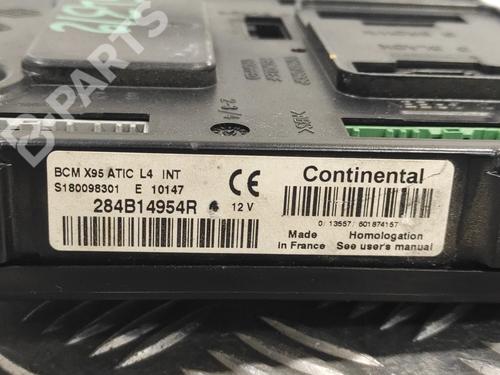 B-PARTS
BCM X95 ATIC L4 INT
S180098301 E 10147
284B14954R 12 V
CE
Continental
0/13557/601874157
Made in France
Homologation
See user's manual